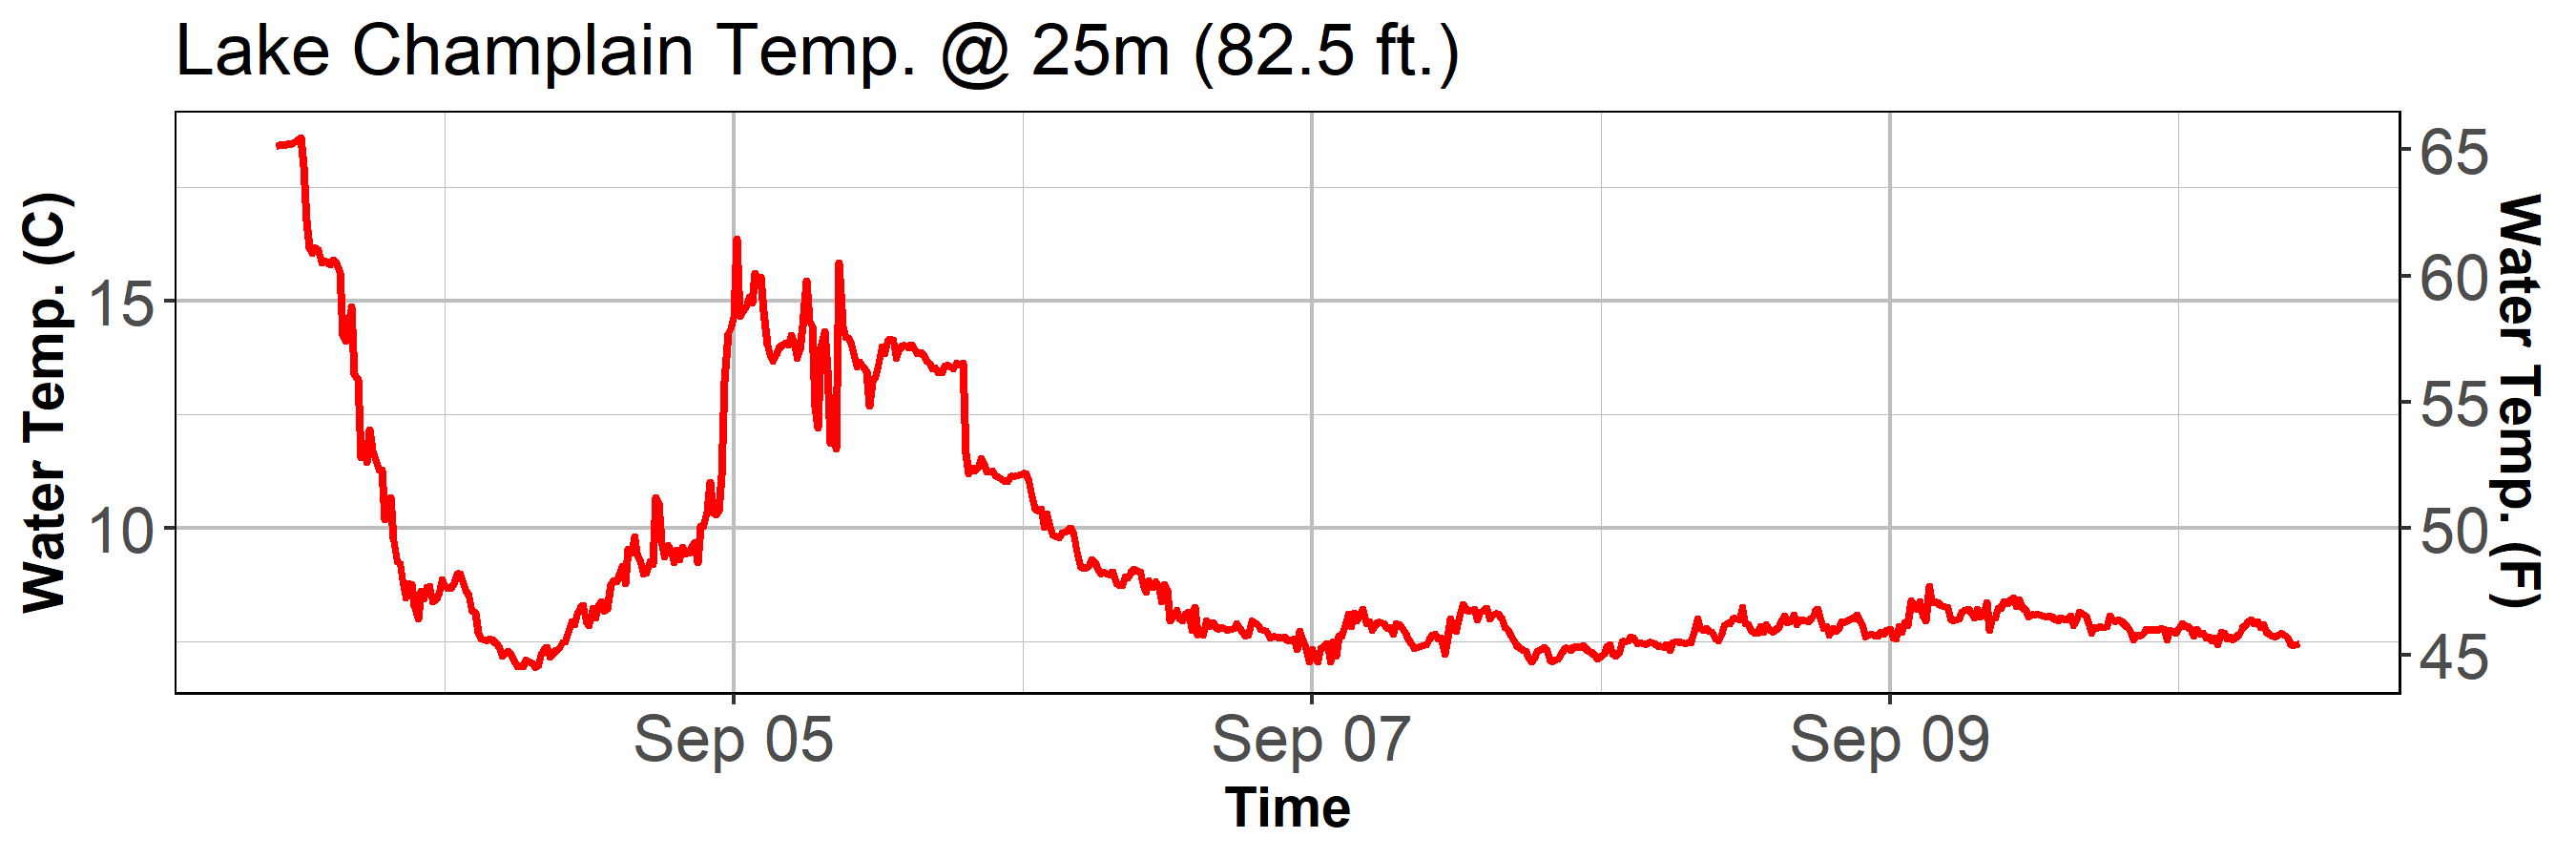 Lake Champlain Temp. @ 25m (82.5 ft.)
Water Temp. (C)
15
10
65
60
55
50
45
Water Temp. (F)
Sep 05
Sep 07
Sep 09
Time